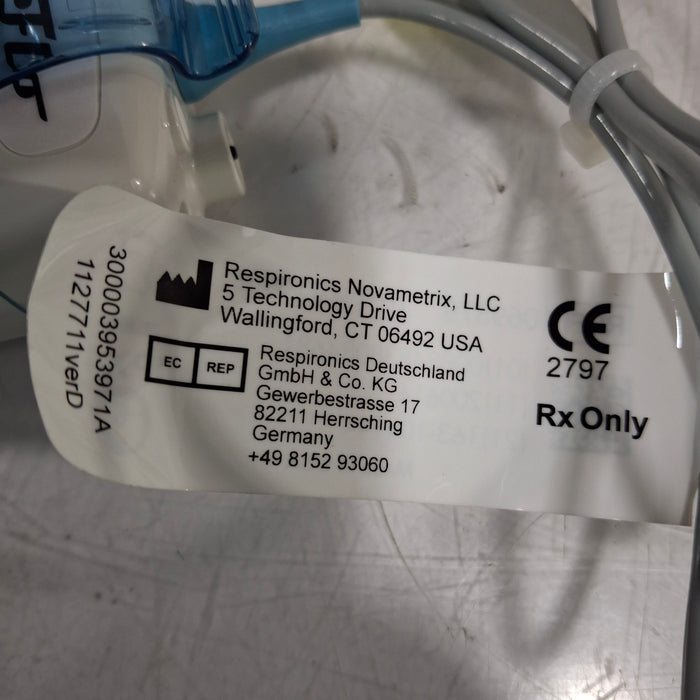 Flo
300003953971A
1127711verD
Respironics Novametrix, LLC
5 Technology Drive
Wallingford, CT 06492 USA
EC REP
Respironics Deutschland
GmbH & Co. KG
Gewerbestrasse 17
82211 Herrsching
Germany
+49 8152 93060
CE
2797
Rx Only